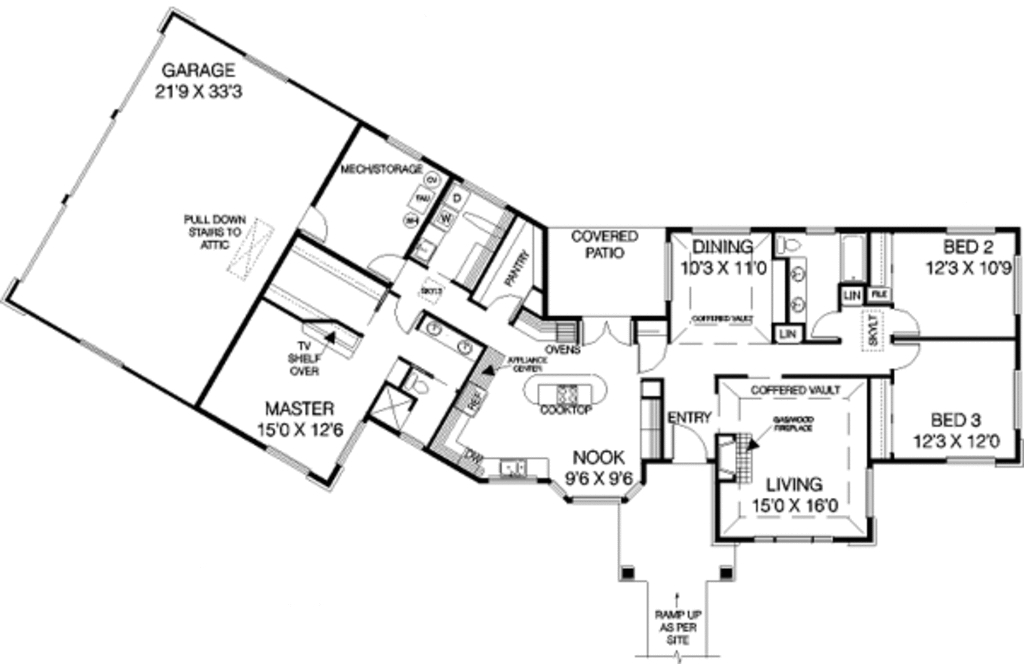 GARAGE
21'9 X 33'3
MECH/STORAGE
CV
FAU
WH
PULL DOWN
STAIRS TO
ATTIC
D
W
PANTRY
SKYLT
COVERED
PATIO
DINING
10'3 X 11'0
COFFERED VAULT
LIN
LIN
FILE
BED 2
12'3 X 10'9
SKYLT
TV
SHELF
OVER
MASTER
15'0 X 12'6
OVENS
APPLIANCE
CENTER
REF
COOKTOP
DW
NOOK
9'6 X 9'6
ENTRY
COFFERED VAULT
GAS/WOOD
FIREPLACE
LIVING
15'0 X 16'0
BED 3
12'3 X 12'0
RAMP UP
AS PER
SITE